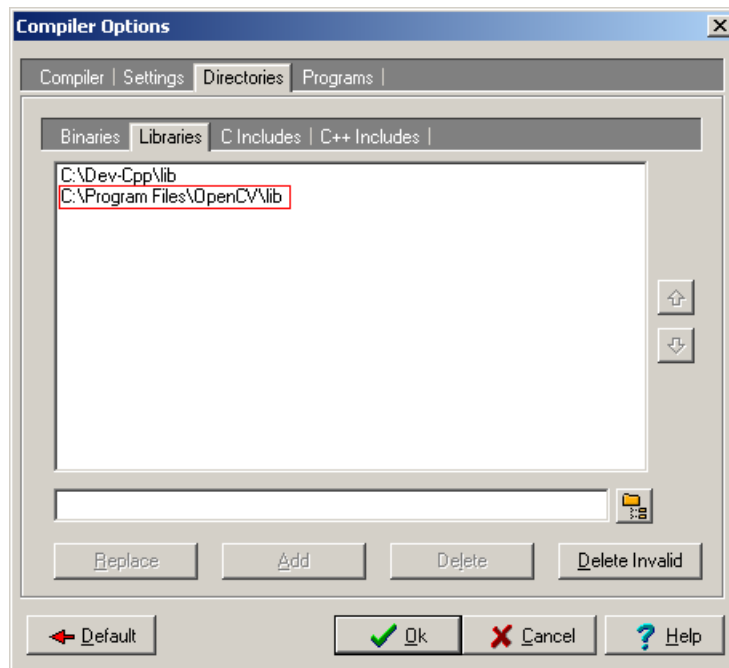 Compiler Options
Compiler | Settings Directories Programs |
Binaries Libraries C Includes | C++ Includes |
C:\Dev-Cpp\lib
C:\Program Files\OpenCV\lib
Replace Add Delete Delete Invalid
Default Ok Cancel Help